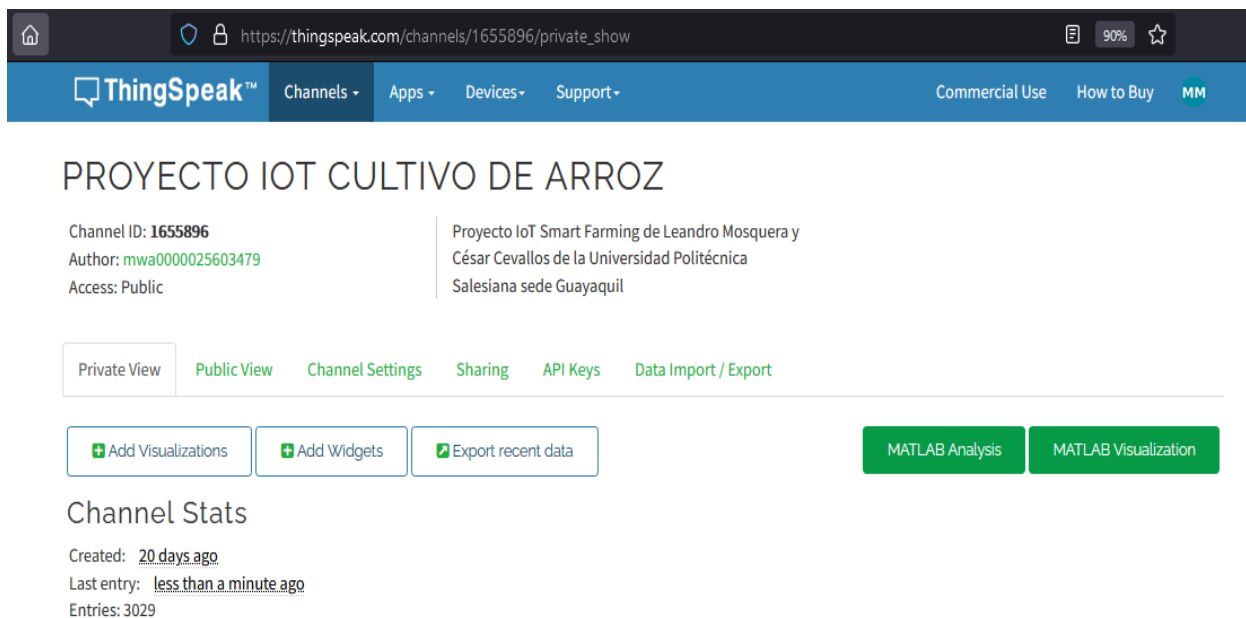 https://thingspeak.com/channels/1655896/private_show 90%
ThingSpeak™ Channels Apps Devices Support Commercial Use How to Buy MM
PROYECTO IOT CULTIVO DE ARROZ
Channel ID: 1655896
Author: mwa0000025603479
Access: Public
Proyecto IoT Smart Farming de Leandro Mosquera y
César Cevallos de la Universidad Politécnica
Salesiana sede Guayaquil
Private View Public View Channel Settings Sharing API Keys Data Import / Export
Add Visualizations Add Widgets Export recent data MATLAB Analysis MATLAB Visualization
Channel Stats
Created: 20 days ago
Last entry: less than a minute ago
Entries: 3029